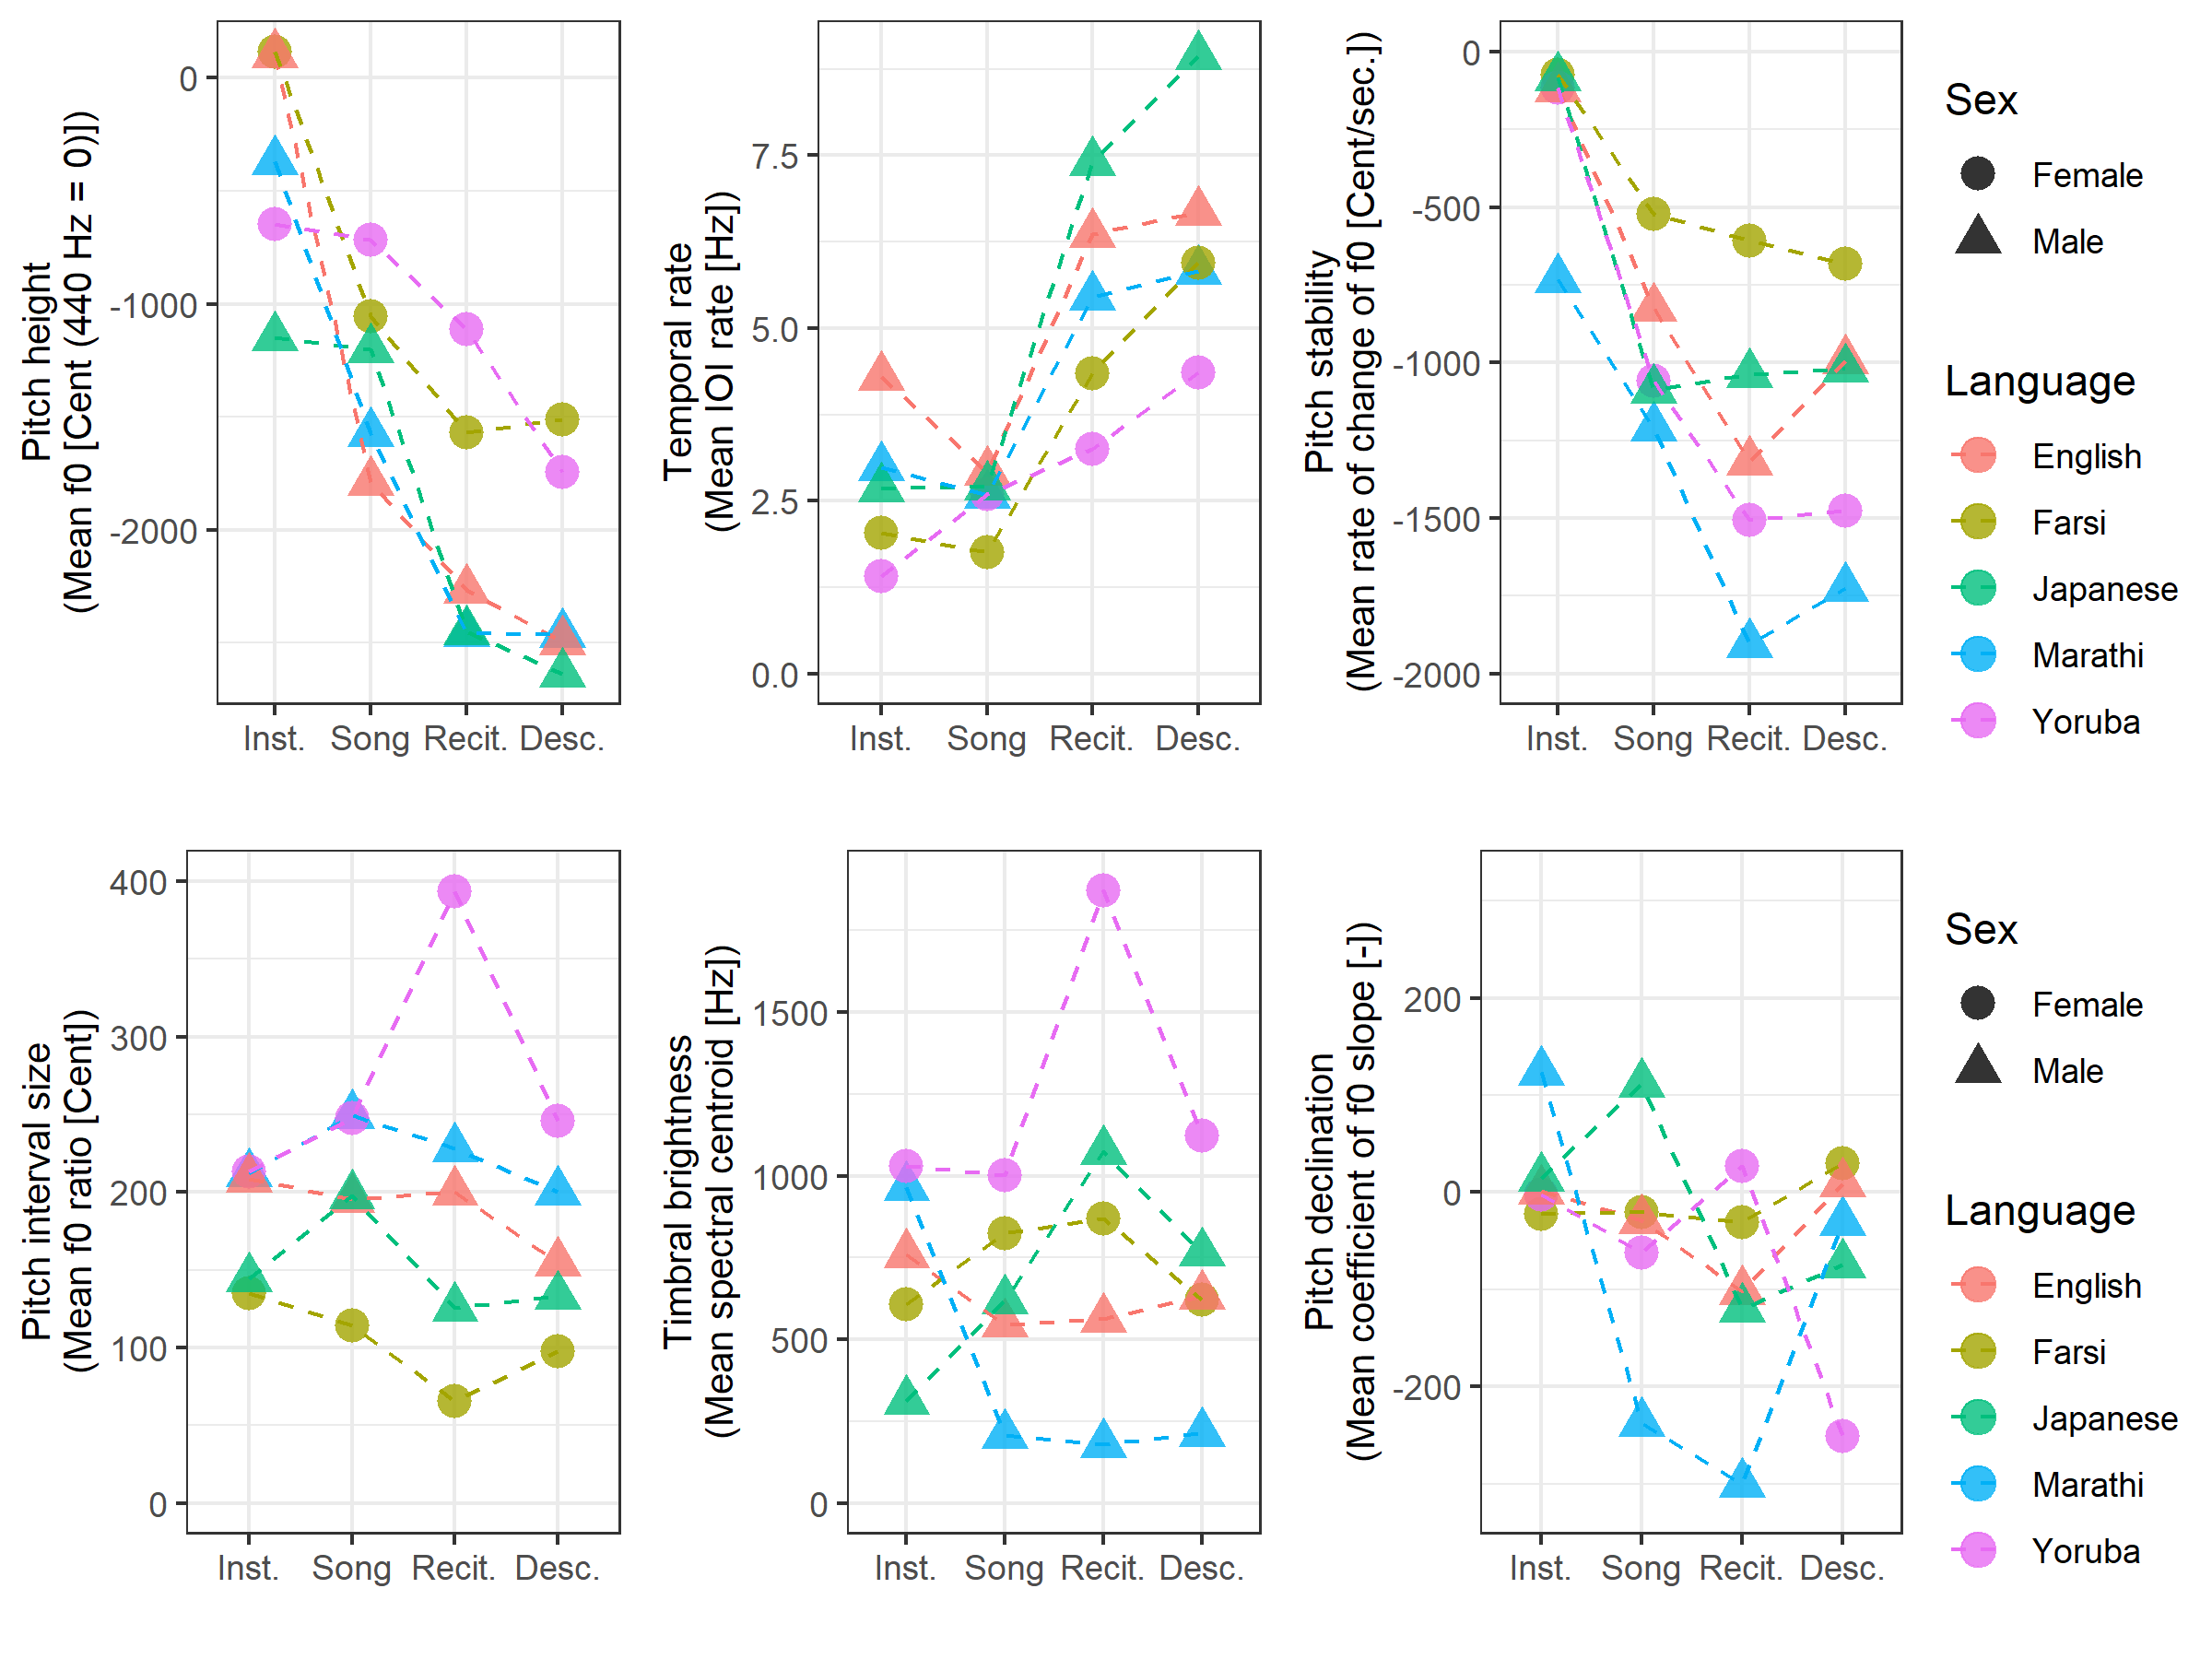 Pitch height
(Mean f0 [Cent (440 Hz = 0)])
0
-1000
-2000
Inst. Song Recit. Desc.
Temporal rate
(Mean IOI rate [Hz])
7.5
5.0
2.5
0.0
Inst. Song Recit. Desc.
Pitch stability
(Mean rate of change of f0 [Cent/sec.])
0
-500
-1000
-1500
-2000
Inst. Song Recit. Desc.
Sex
Female
Male
Language
English
Farsi
Japanese
Marathi
Yoruba
Pitch interval size
(Mean f0 ratio [Cent])
400
300
200
100
0
Inst. Song Recit. Desc.
Timbral brightness
(Mean spectral centroid [Hz])
1500
1000
500
0
Inst. Song Recit. Desc.
Pitch declination
(Mean coefficient of f0 slope [-])
200
0
-200
Inst. Song Recit. Desc.
Sex
Female
Male
Language
English
Farsi
Japanese
Marathi
Yoruba